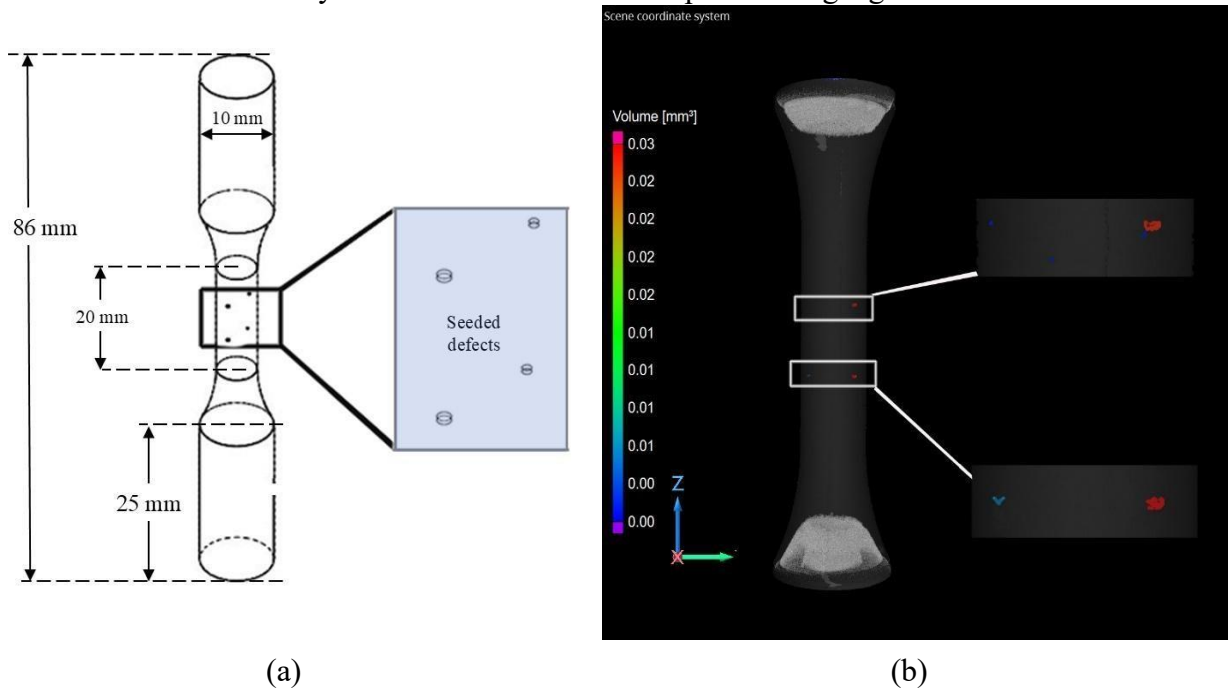 Scene coordinate system
10 mm
86 mm
20 mm
25 mm
Seeded
defects
Volume [mm³]
0.03
0.02
0.02
0.02
0.02
0.01
0.01
0.01
0.01
0.00
0.00
Z
X
(a)
(b)